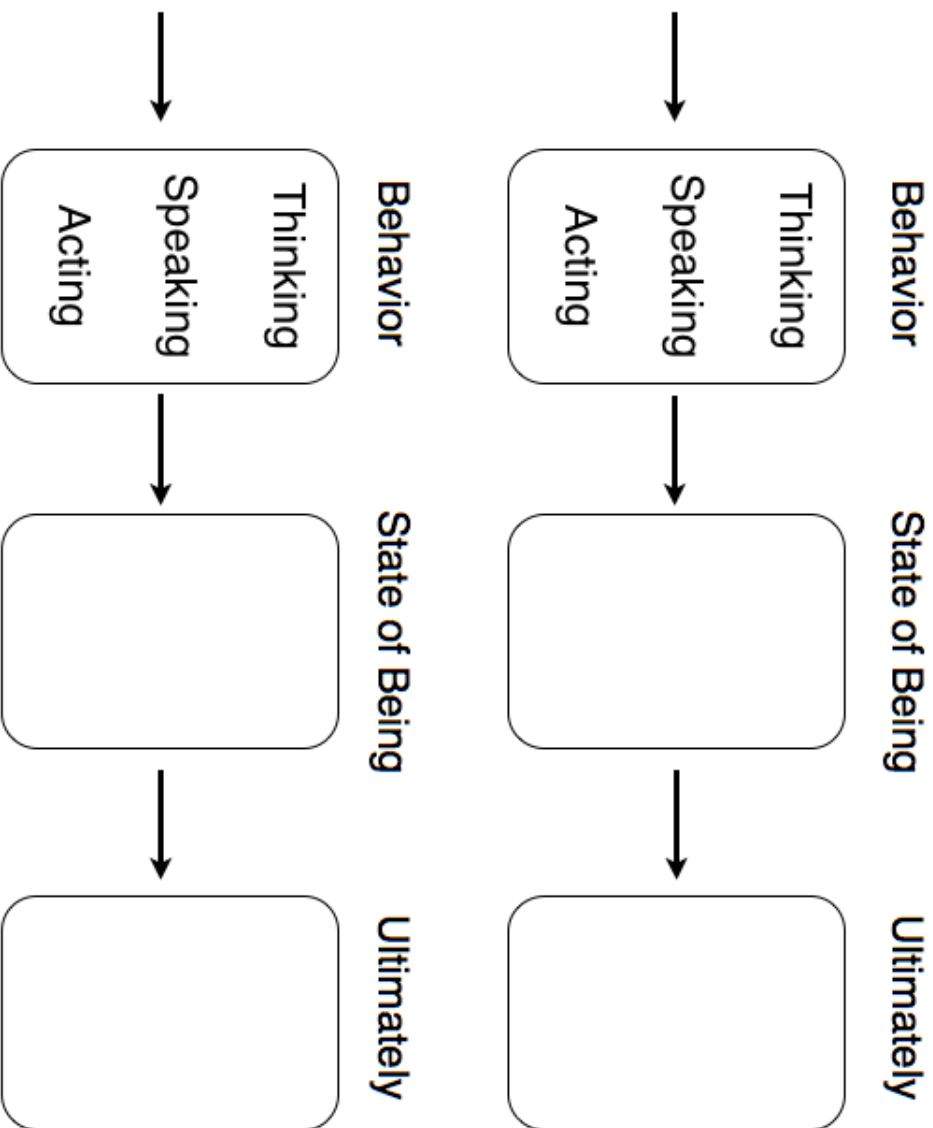 Behavior State of Being Ultimately
Thinking
Speaking
Acting
Behavior State of Being Ultimately
Thinking
Speaking
Acting